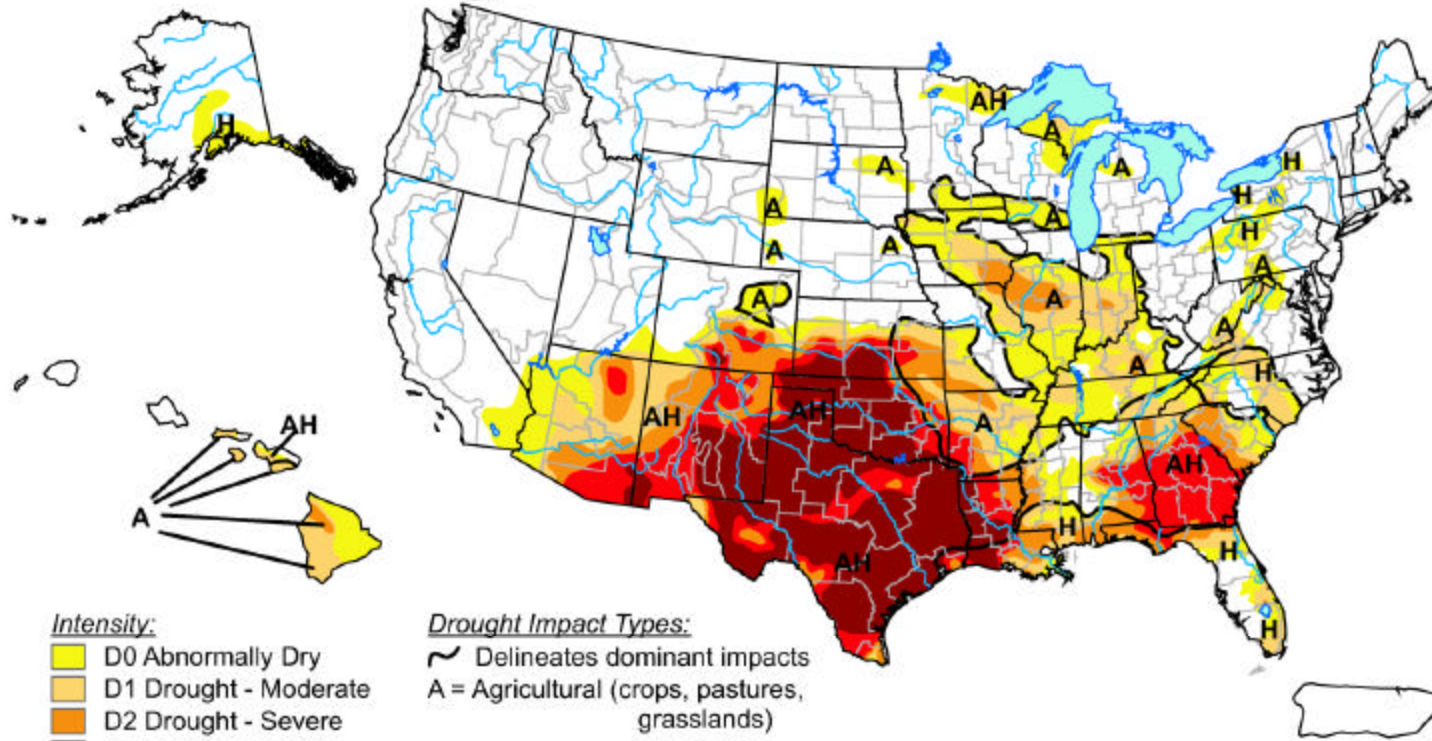 H
AH
A
A
A
H
A
H
A
A
A
H
A
A
A
A
A
H
AH
AH
A
AH
AH
A
H
H
AH
H
Intensity:
D0 Abnormally Dry
D1 Drought - Moderate
D2 Drought - Severe
Drought Impact Types:
Delineates dominant impacts
A = Agricultural (crops, pastures,
grasslands)